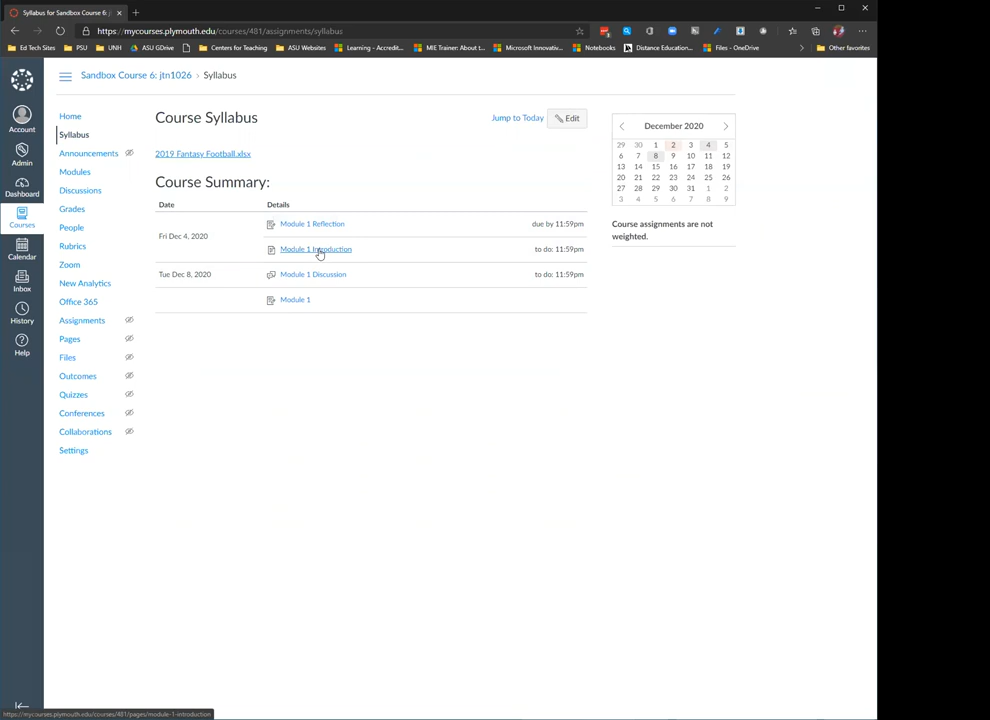 Syllabus for Sandbox Course 6: j
https://mycourses.plymouth.edu/courses/481/assignments/syllabus
Ed Tech Sites PSU UNH ASU GDrive Centers for Teaching ASU Websites Learning - Accredit... MIE Trainer: About t... Microsoft Innovativ... Notebooks Distance Education... Files - OneDrive Other favorites
Sandbox Course 6: jtn1026 › Syllabus
Account
Admin
Dashboard
Courses
Calendar
Inbox
History
Help
Home
Syllabus
Announcements
Modules
Discussions
Grades
People
Rubrics
Zoom
New Analytics
Office 365
Assignments
Pages
Files
Outcomes
Quizzes
Conferences
Collaborations
Settings
Course Syllabus
Jump to Today Edit
2019 Fantasy Football.xlsx
Course Summary:
Date Details
Fri Dec 4, 2020
Module 1 Reflection due by 11:59pm
Module 1 Introduction to do: 11:59pm
Tue Dec 8, 2020 Module 1 Discussion to do: 11:59pm
Module 1
December 2020
29 30 1 2 3 4 5
6 7 8 9 10 11 12
13 14 15 16 17 18 19
20 21 22 23 24 25 26
27 28 29 30 31 1 2
3 4 5 6 7 8 9
Course assignments are not
weighted.
https://mycourses.plymouth.edu/courses/481/pages/module-1-introduction